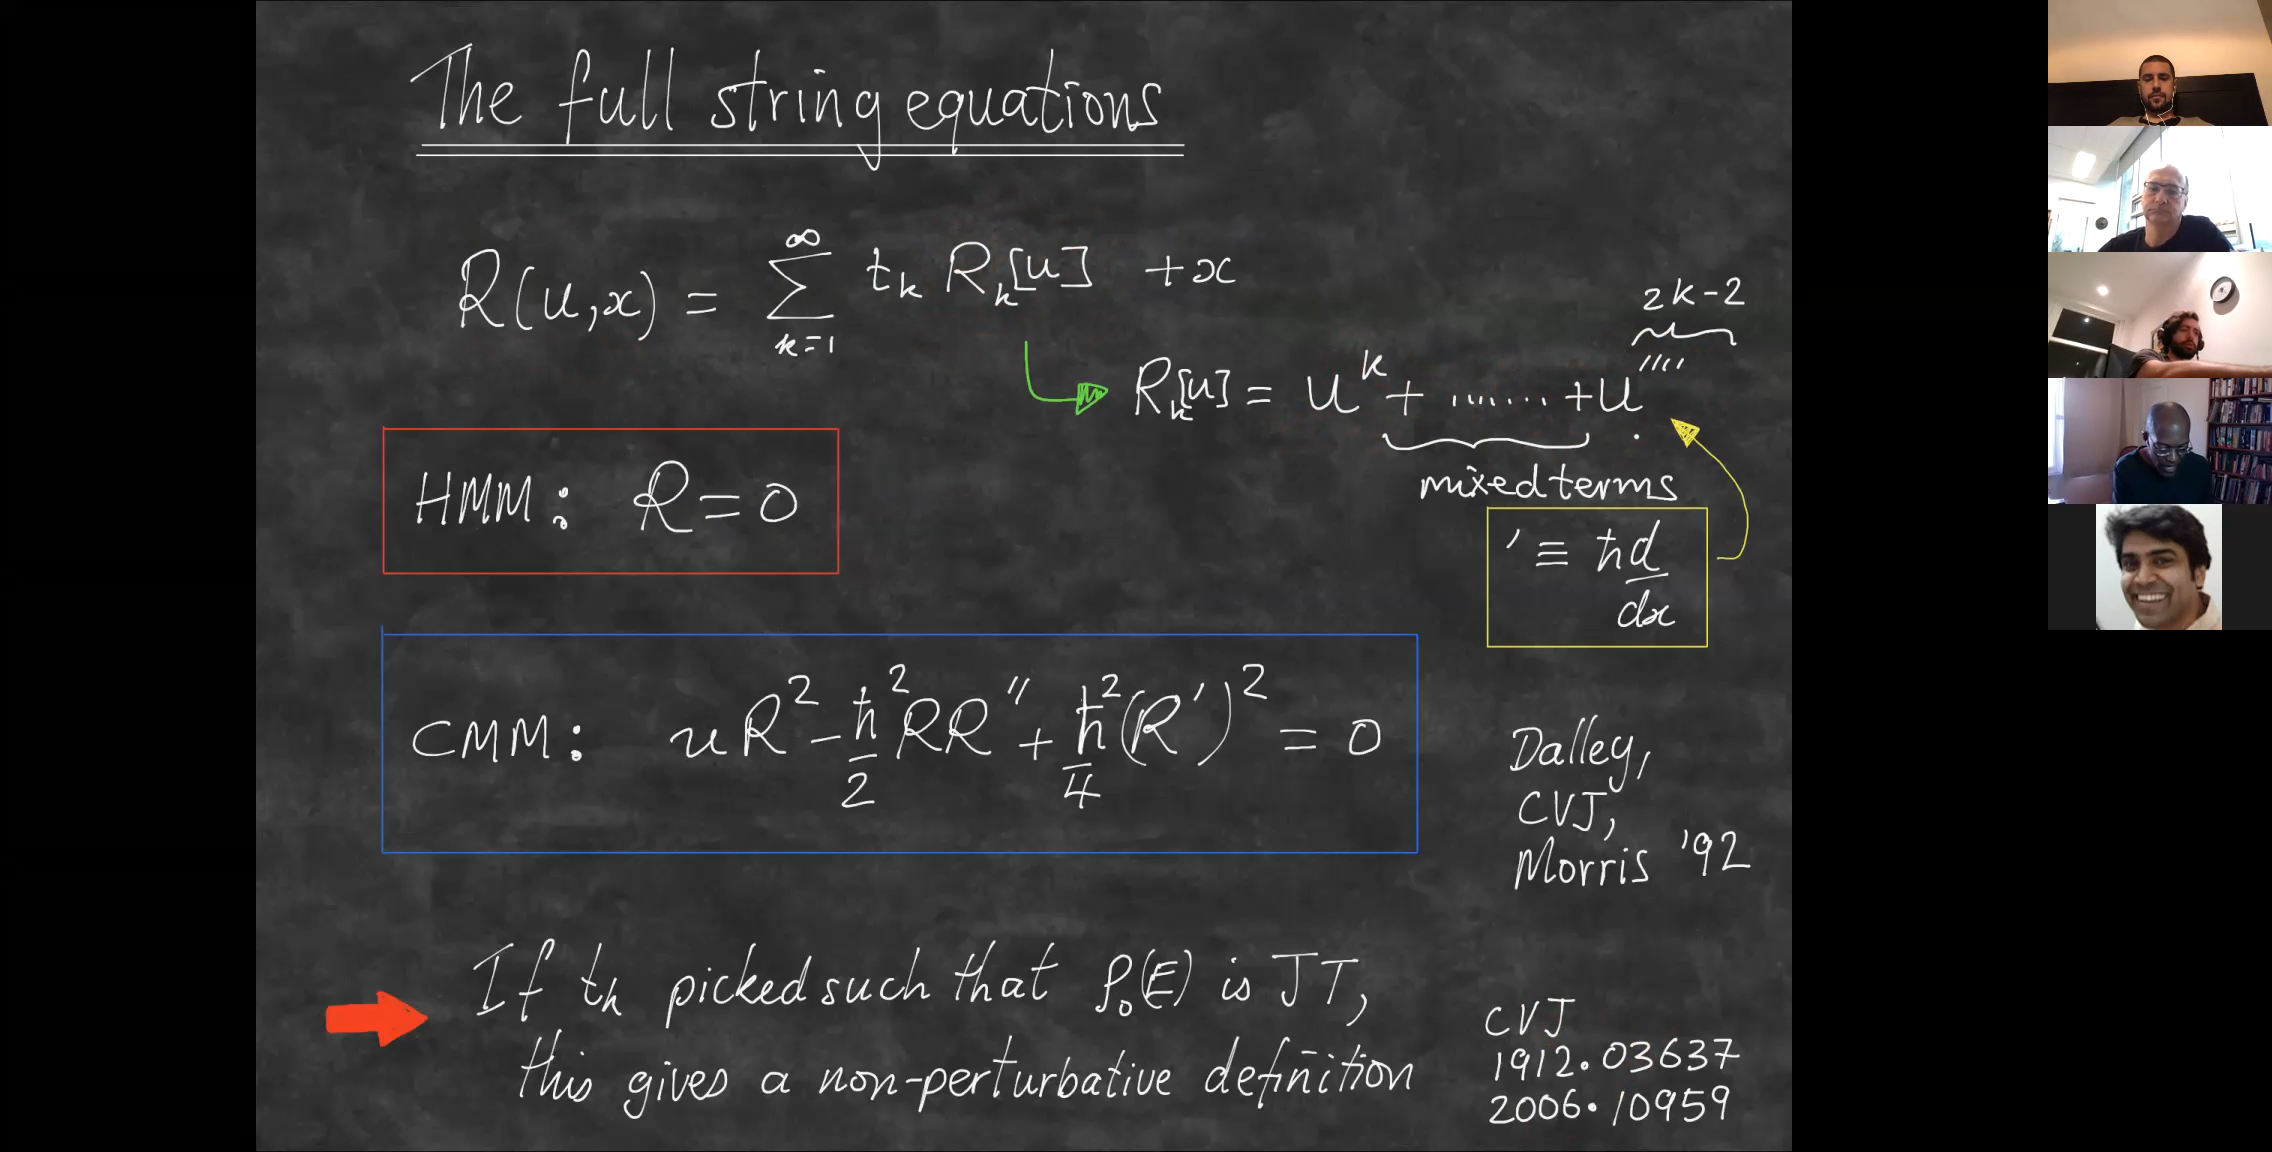 The full string equations
R(u,x) = ∑_{k=1}^{∞} t_k R_k[u] + x
R_k[u] = u^k + ....... + u'''' 
2k-2
mixed terms
HMM: R = 0
' ≡ ħ d/dx
CMM: uR² - ħ²/2 RR'' + ħ²/4 (R')² = 0
Dalley,
CVJ,
Morris '92
If t_k picked such that ρ₀(E) is JT,
this gives a non-perturbative definition
CVJ
1912.03637
2006.10959